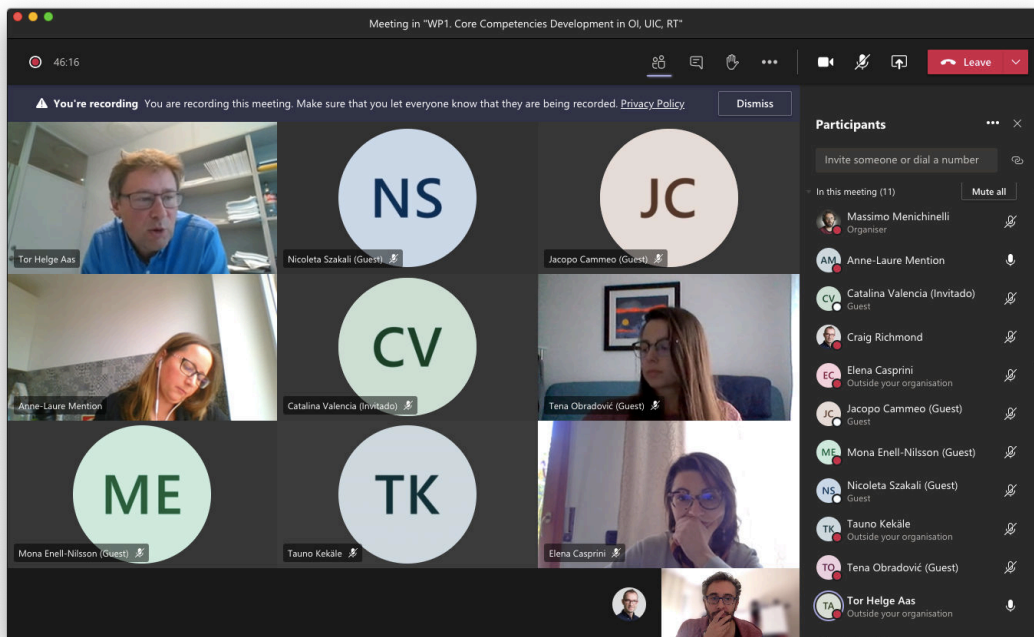 Meeting in "WP1. Core Competencies Development in OI, UIC, RT"
46:16
Leave
You're recording You are recording this meeting. Make sure that you let everyone know that they are being recorded. Privacy Policy
Dismiss
Tor Helge Aas
NS
Nicoleta Szakali (Guest)
JC
Jacopo Cammeo (Guest)
Anne-Laure Mention
CV
Catalina Valencia (Invitado)
Tena Obradović (Guest)
ME
Mona Enell-Nilsson (Guest)
TK
Tauno Kekäle
Elena Casprini
Participants
Invite someone or dial a number
In this meeting (11)
Mute all
Massimo Menichinelli
Organiser
AM
Anne-Laure Mention
CV
Catalina Valencia (Invitado)
Guest
Craig Richmond
EC
Elena Casprini
Outside your organisation
JC
Jacopo Cammeo (Guest)
Guest
ME
Mona Enell-Nilsson (Guest)
NS
Nicoleta Szakali (Guest)
Guest
TK
Tauno Kekäle
Outside your organisation
TO
Tena Obradović (Guest)
TA
Tor Helge Aas
Outside your organisation